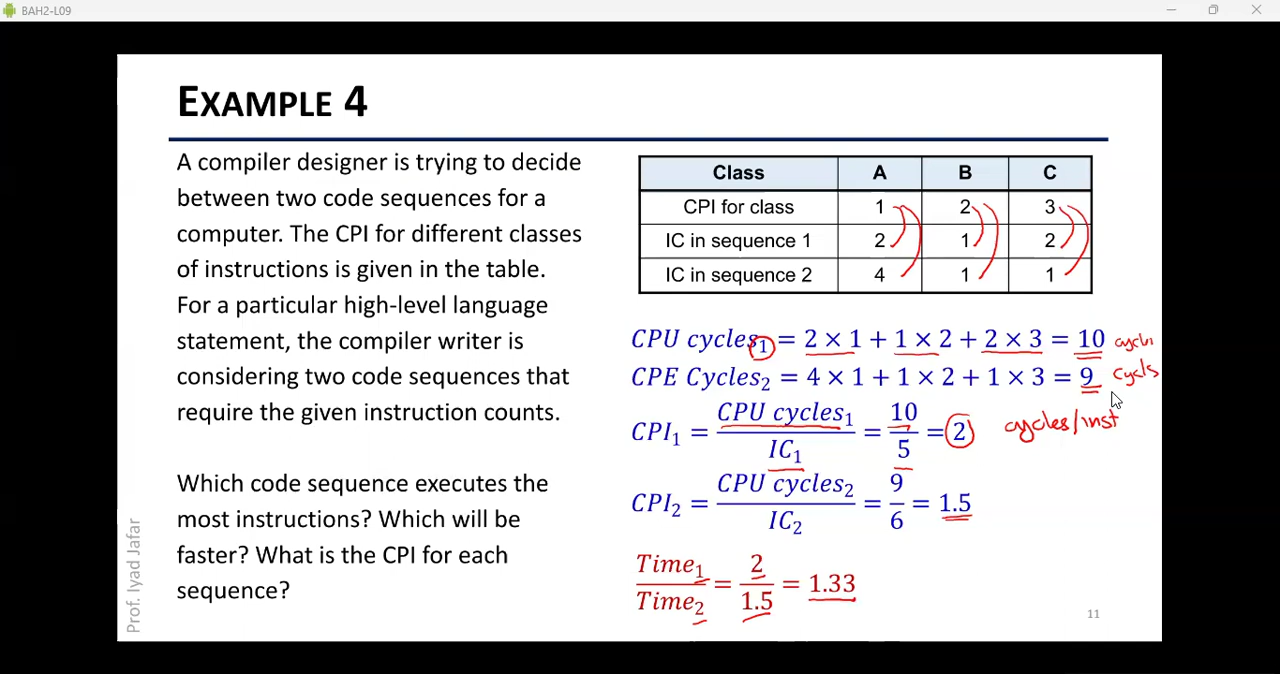 BAH2-L09
EXAMPLE 4
A compiler designer is trying to decide
between two code sequences for a
computer. The CPI for different classes
of instructions is given in the table.
For a particular high-level language
statement, the compiler writer is
considering two code sequences that
require the given instruction counts.
Which code sequence executes the
most instructions? Which will be
faster? What is the CPI for each
sequence?
Class A B C
CPI for class 1 2 3
IC in sequence 1 2 1 2
IC in sequence 2 4 1 1
CPU cycles₁ = 2 × 1 + 1 × 2 + 2 × 3 = 10 cycls
CPE Cycles₂ = 4 × 1 + 1 × 2 + 1 × 3 = 9 cycls
CPI₁ = CPU cycles₁ / IC₁ = 10 / 5 = 2 cycles/inst
CPI₂ = CPU cycles₂ / IC₂ = 9 / 6 = 1.5
Time₁ / Time₂ = 2 / 1.5 = 1.33
Prof. Iyad Jafar
11